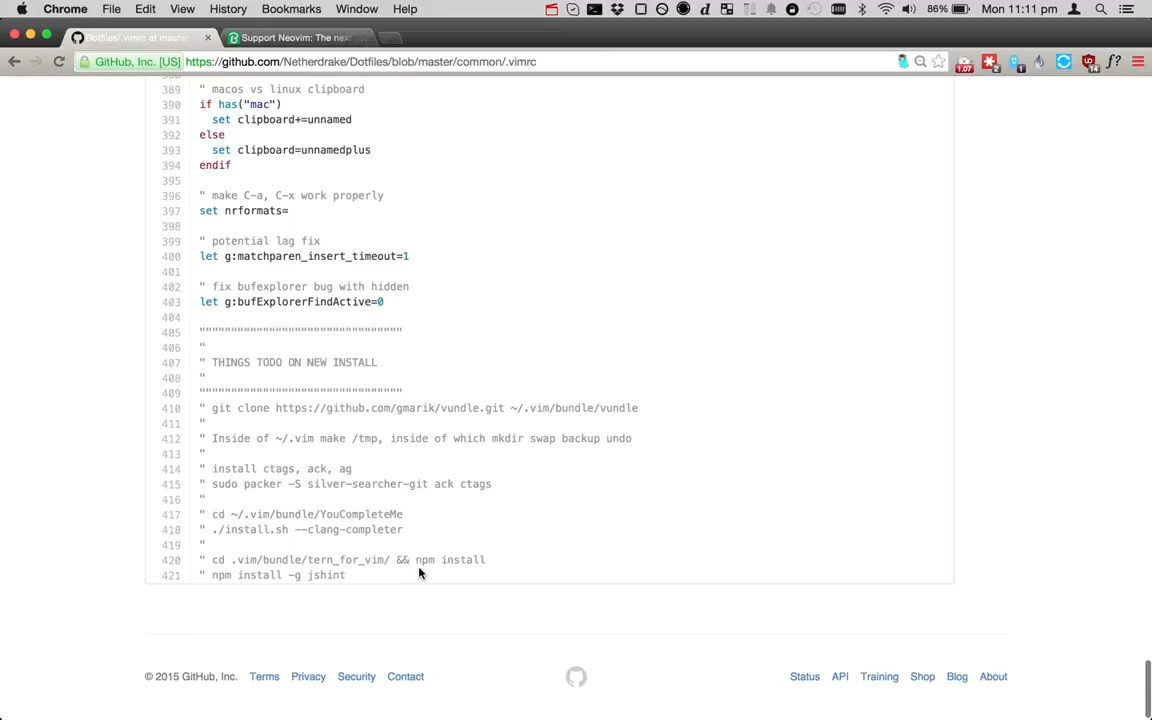 Chrome File Edit View History Bookmarks Window Help 86% Mon 11:11 pm
Dotfiles/.vimrc at master Support Neovim: The nex
GitHub, Inc. [US] https://github.com/Netherdrake/Dotfiles/blob/master/common/.vimrc
389 " macos vs linux clipboard
390 if has("mac")
391 set clipboard+=unnamed
392 else
393 set clipboard=unnamedplus
394 endif
395
396 " make C-a, C-x work properly
397 set nrformats=
398
399 " potential lag fix
400 let g:matchparen_insert_timeout=1
401
402 " fix bufexplorer bug with hidden
403 let g:bufExplorerFindActive=0
404
405 """"""""""""""""""""""""""""""""
406 "
407 " THINGS TODO ON NEW INSTALL
408 "
409 """"""""""""""""""""""""""""""""
410 " git clone https://github.com/gmarik/vundle.git ~/.vim/bundle/vundle
411 "
412 " Inside of ~/.vim make /tmp, inside of which mkdir swap backup undo
413 "
414 " install ctags, ack, ag
415 " sudo packer -S silver-searcher-git ack ctags
416 "
417 " cd ~/.vim/bundle/YouCompleteMe
418 " ./install.sh --clang-completer
419 "
420 " cd .vim/bundle/tern_for_vim/ && npm install
421 " npm install -g jshint
© 2015 GitHub, Inc. Terms Privacy Security Contact Status API Training Shop Blog About